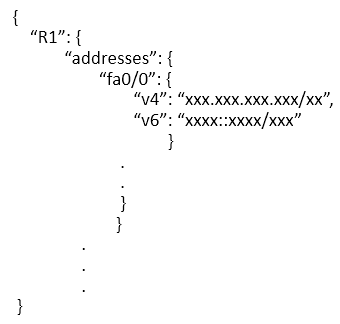 {
“R1”: {
“addresses”: {
“fa0/0”: {
“v4”: “xxx.xxx.xxx.xxx/xx”,
“v6”: “xxxx::xxxx/xxx”
}
.
.
}
}
.
.
.
}